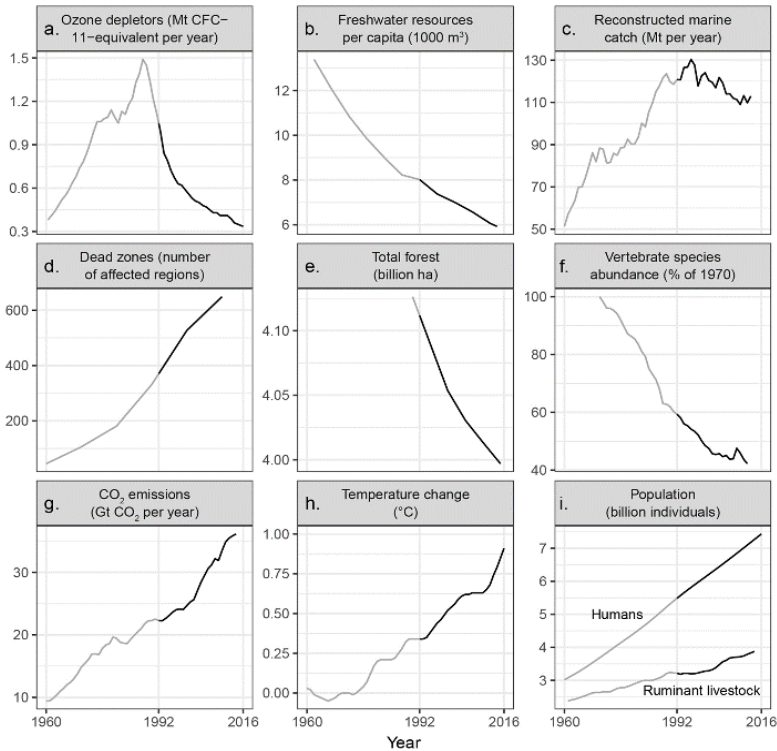 a. Ozone depletors (Mt CFC−
11−equivalent per year)
1.5
1.2
0.9
0.6
0.3
b. Freshwater resources
per capita (1000 m³)
12
10
8
6
c. Reconstructed marine
catch (Mt per year)
130
110
90
70
50
d. Dead zones (number
of affected regions)
600
400
200
e. Total forest
(billion ha)
4.10
4.05
4.00
f. Vertebrate species
abundance (% of 1970)
100
80
60
40
g. CO₂ emissions
(Gt CO₂ per year)
30
20
10
1960 1992 2016
h. Temperature change
(°C)
1.00
0.75
0.50
0.25
0.00
1960 1992 2016
i. Population
(billion individuals)
7
6
5
4
3
Humans
Ruminant livestock
1960 1992 2016
Year